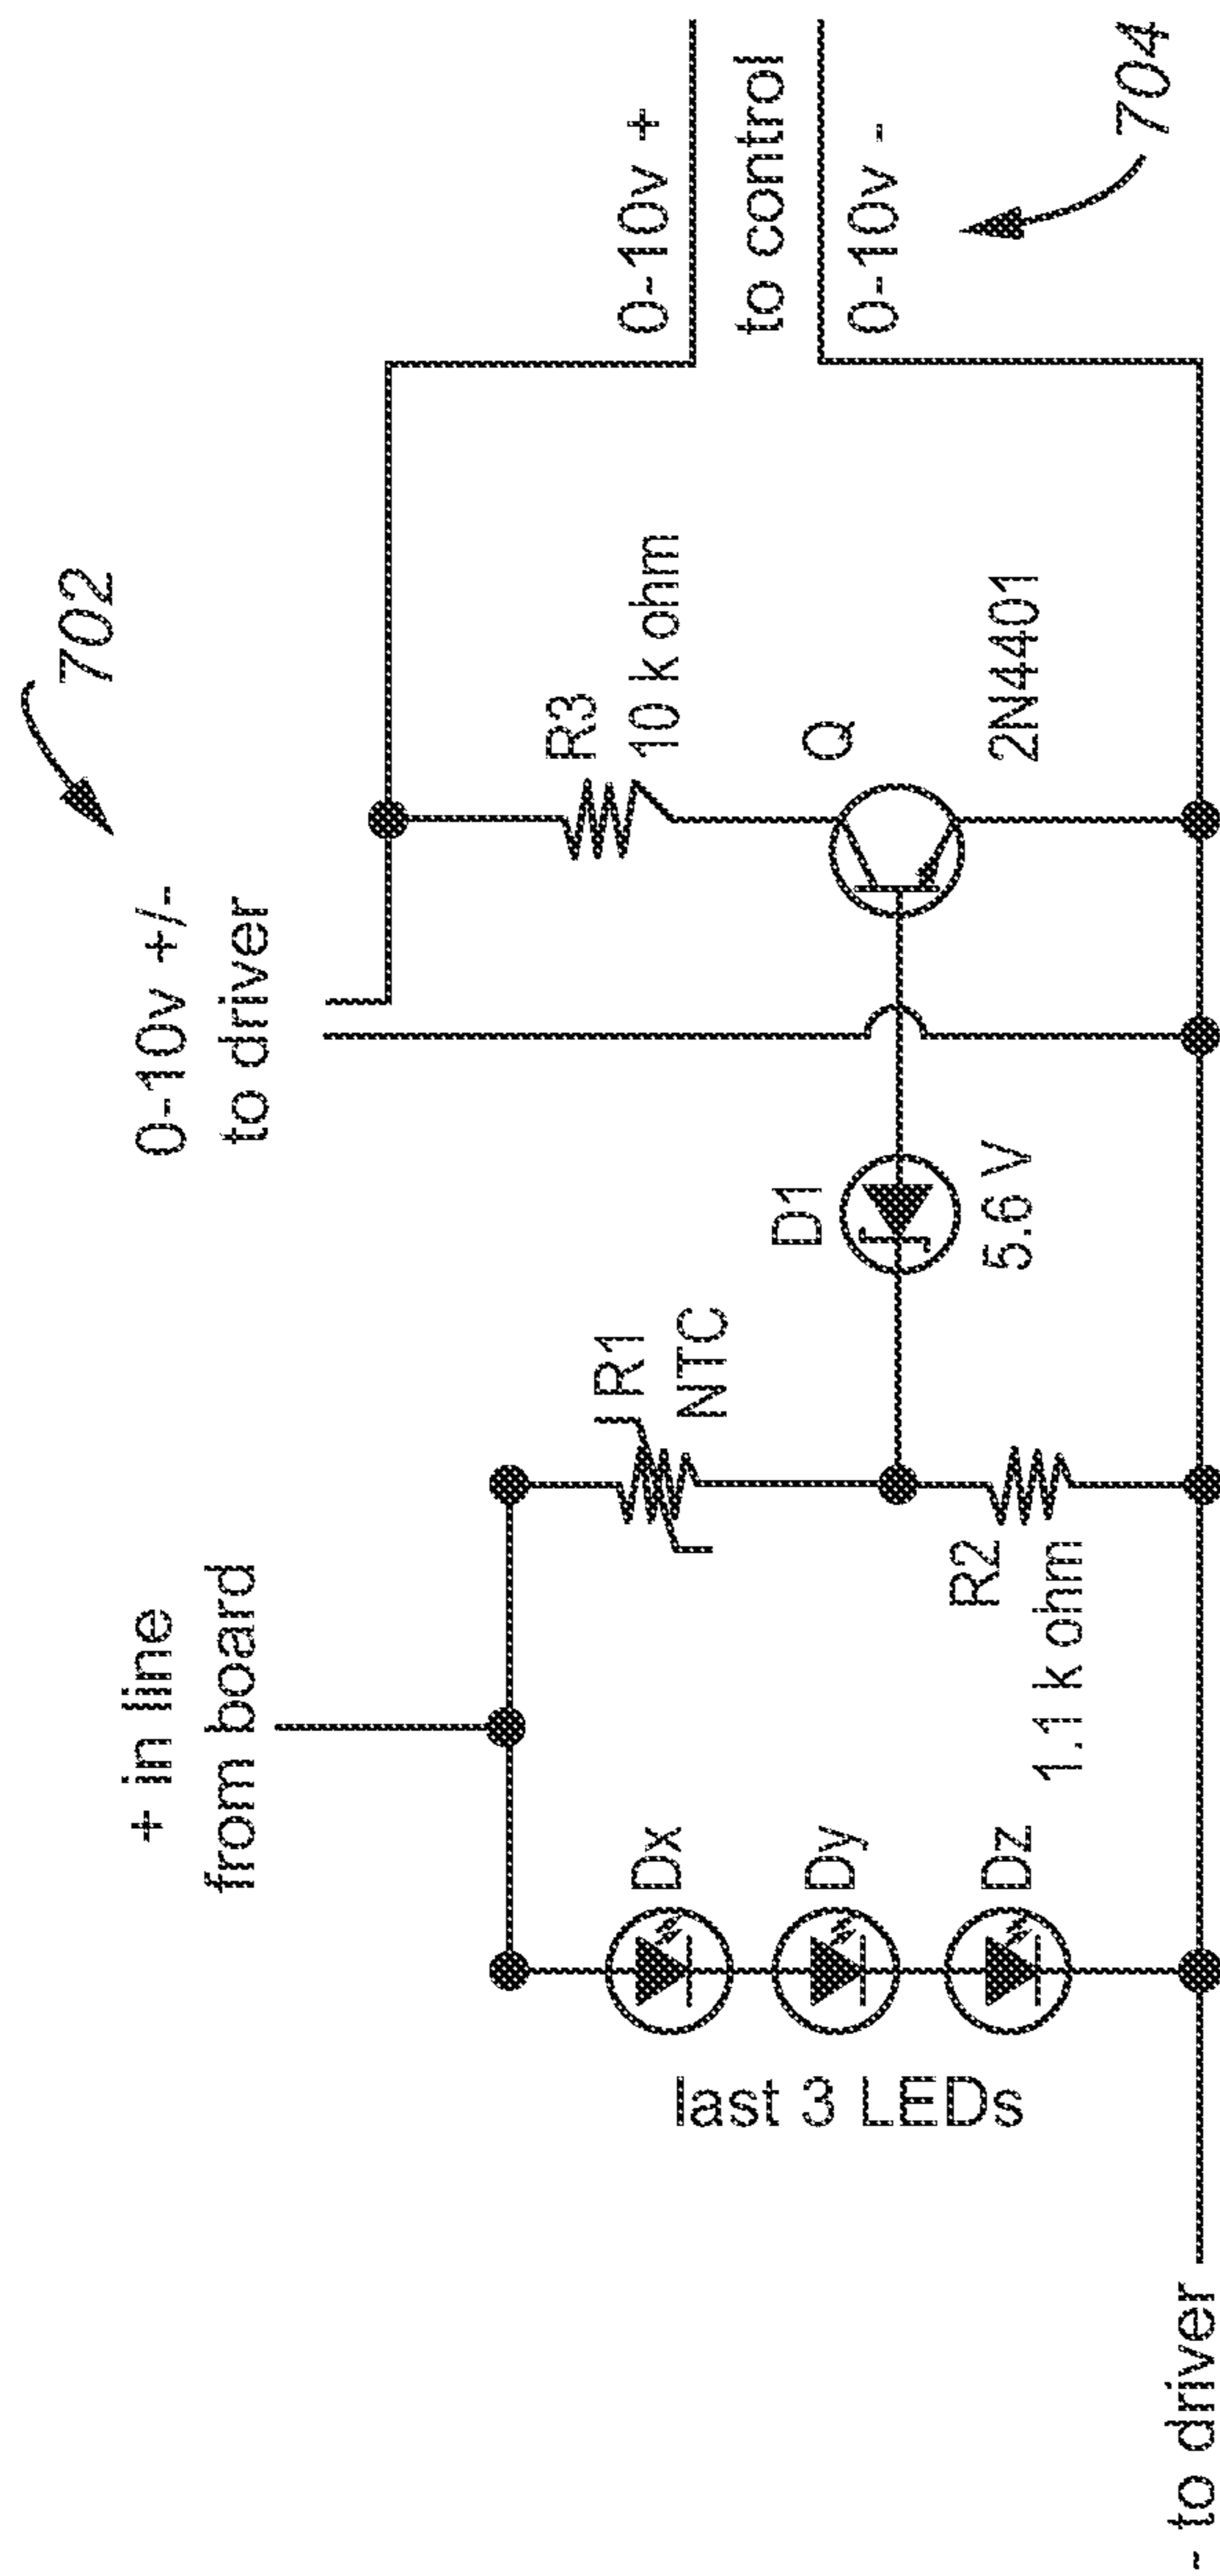 702
0-10v +/-
to driver
+ in line
from board
0-10v +
to control
0-10v -
704
R3
10 k ohm
Q
2N4401
D1
5.6 V
R1
NTC
R2
1.1 k ohm
Dx
Dy
Dz
last 3 LEDs
- to driver